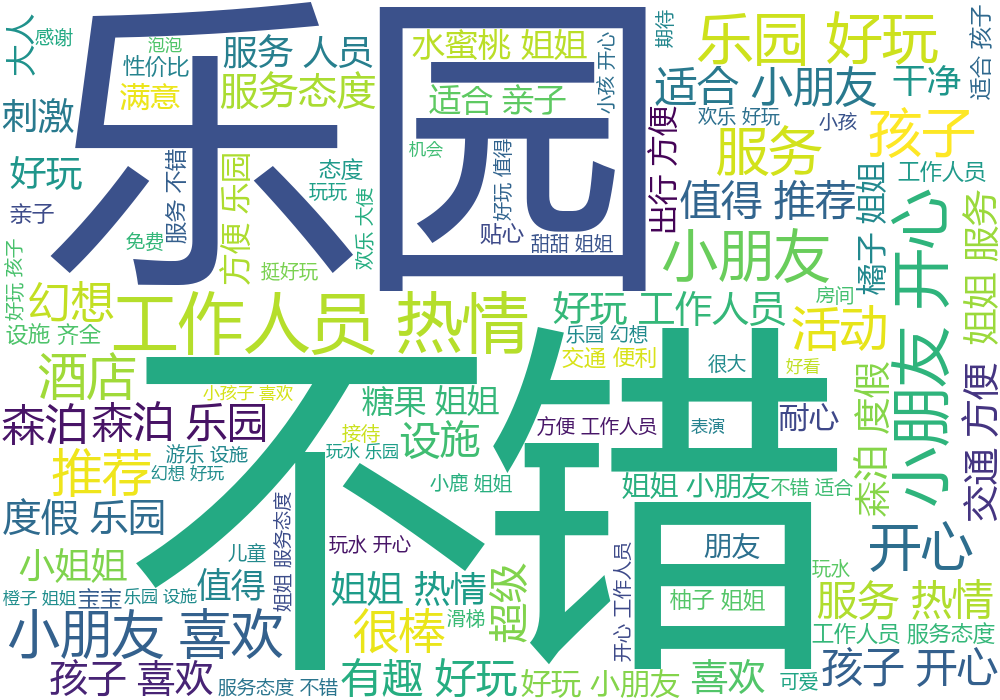 乐园
不错
大人
感谢
泡泡
性价比
满意
刺激
好玩
亲子
服务 人员
服务态度
水蜜桃 姐姐
适合 亲子
小孩 开心
期待
乐园 好玩
适合 孩子
适合 小朋友
干净
欢乐 好玩
小孩
孩子
服务
工作人员
机会
态度
玩玩
服务 不错
方便 乐园
好玩 值得
出行 方便
值得 推荐
橘子 姐姐
贴心
甜甜 姐姐
免费
挺好玩
欢乐 大使
好玩 孩子
小朋友
小朋友 开心
姐姐 服务
幻想
设施 齐全
工作人员 热情
好玩 工作人员
房间
活动
乐园 幻想
交通 便利
很大
好看
酒店
小孩子 喜欢
糖果 姐姐
森泊
森泊 乐园
接待
设施
方便 工作人员
表演
耐心
森泊 度假
交通 方便
推荐
游乐 设施
幻想 好玩
玩水 乐园
小鹿 姐姐
姐姐 小朋友
不错 适合
度假 乐园
姐姐 服务态度
玩水 开心
朋友
开心
小姐姐
儿童
值得
姐姐 热情
超级
开心 工作人员
玩水
橙子 姐姐
宝宝
乐园 设施
滑梯
柚子 姐姐
服务 热情
小朋友 喜欢
很棒
工作人员 服务态度
孩子 喜欢
服务态度 不错
有趣 好玩
好玩 小朋友
喜欢
可爱
孩子 开心